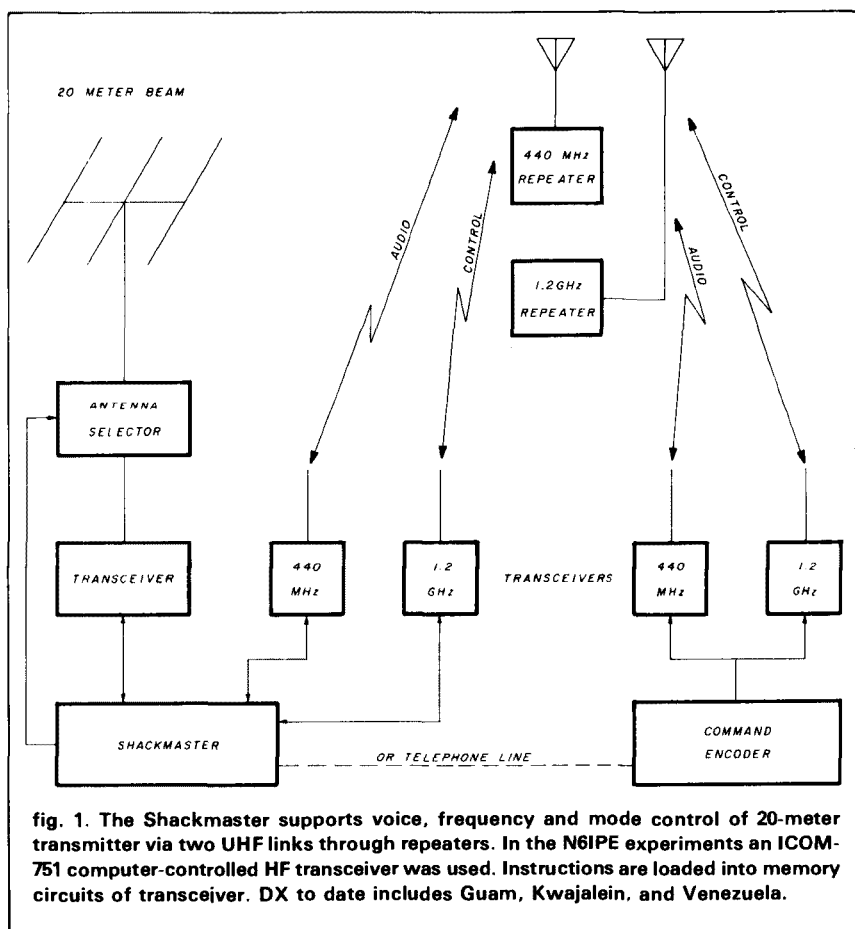 20 METER BEAM
440 MHz
REPEATER
1.2GHz
REPEATER
AUDIO
CONTROL
AUDIO
CONTROL
ANTENNA
SELECTOR
TRANSCEIVER
440
MHz
1.2
GHz
TRANSCEIVERS
440
MHz
1.2
GHz
SHACKMASTER
OR TELEPHONE LINE
COMMAND
ENCODER
fig. 1. The Shackmaster supports voice, frequency and mode control of 20-meter
transmitter via two UHF links through repeaters. In the N6IPE experiments an ICOM-
751 computer-controlled HF transceiver was used. Instructions are loaded into memory
circuits of transceiver. DX to date includes Guam, Kwajalein, and Venezuela.